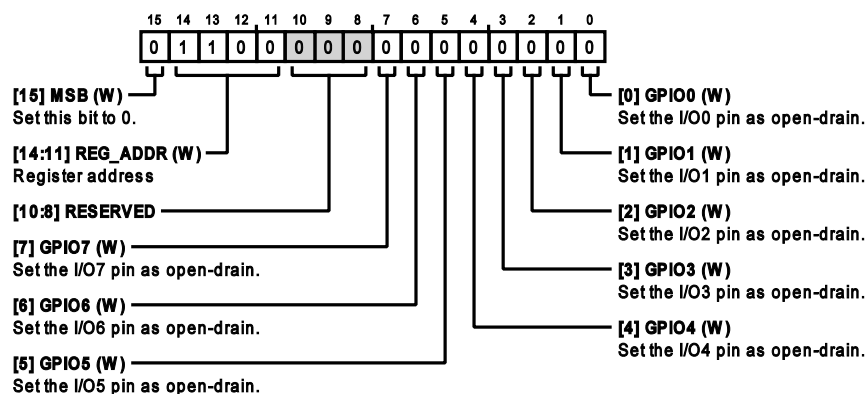 15 14 13 12 11 10 9 8 7 6 5 4 3 2 1 0
0 1 1 0 0 0 0 0 0 0 0 0 0 0 0 0
[15] MSB (W)
Set this bit to 0.
[14:11] REG_ADDR (W)
Register address
[10:8] RESERVED
[7] GPIO7 (W)
Set the I/O7 pin as open-drain.
[6] GPIO6 (W)
Set the I/O6 pin as open-drain.
[5] GPIO5 (W)
Set the I/O5 pin as open-drain.
[0] GPIO0 (W)
Set the I/O0 pin as open-drain.
[1] GPIO1 (W)
Set the I/O1 pin as open-drain.
[2] GPIO2 (W)
Set the I/O2 pin as open-drain.
[3] GPIO3 (W)
Set the I/O3 pin as open-drain.
[4] GPIO4 (W)
Set the I/O4 pin as open-drain.